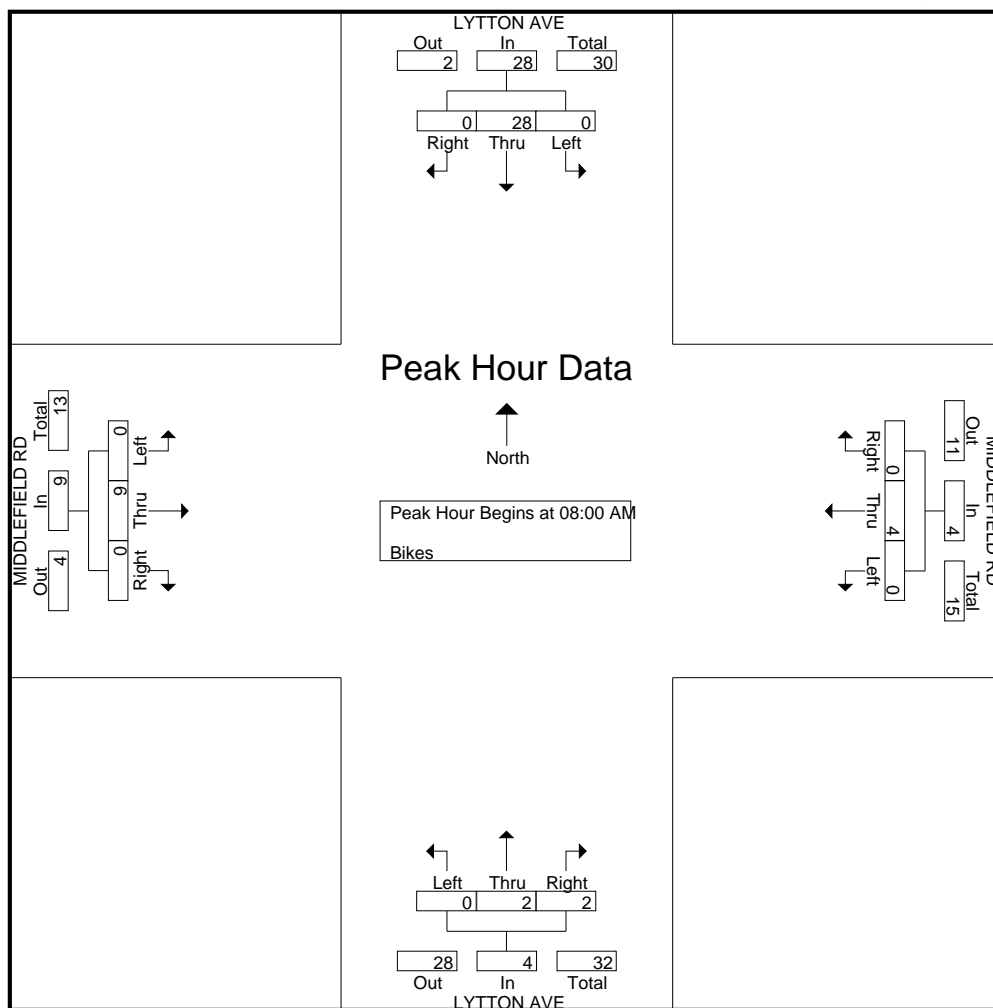 LYTTON AVE
Out In Total
2 28 30
0 28 0
Right Thru Left
Peak Hour Data
North
Peak Hour Begins at 08:00 AM
Bikes
MIDDLEFIELD RD
Out In Total
4 9 13
Right Thru Left
0 9 0
MIDDLEFIELD RD
Out In Total
11 4 15
0 4 0
Right Thru Left
Left Thru Right
0 2 2
28 4 32
Out In Total
LYTTON AVE